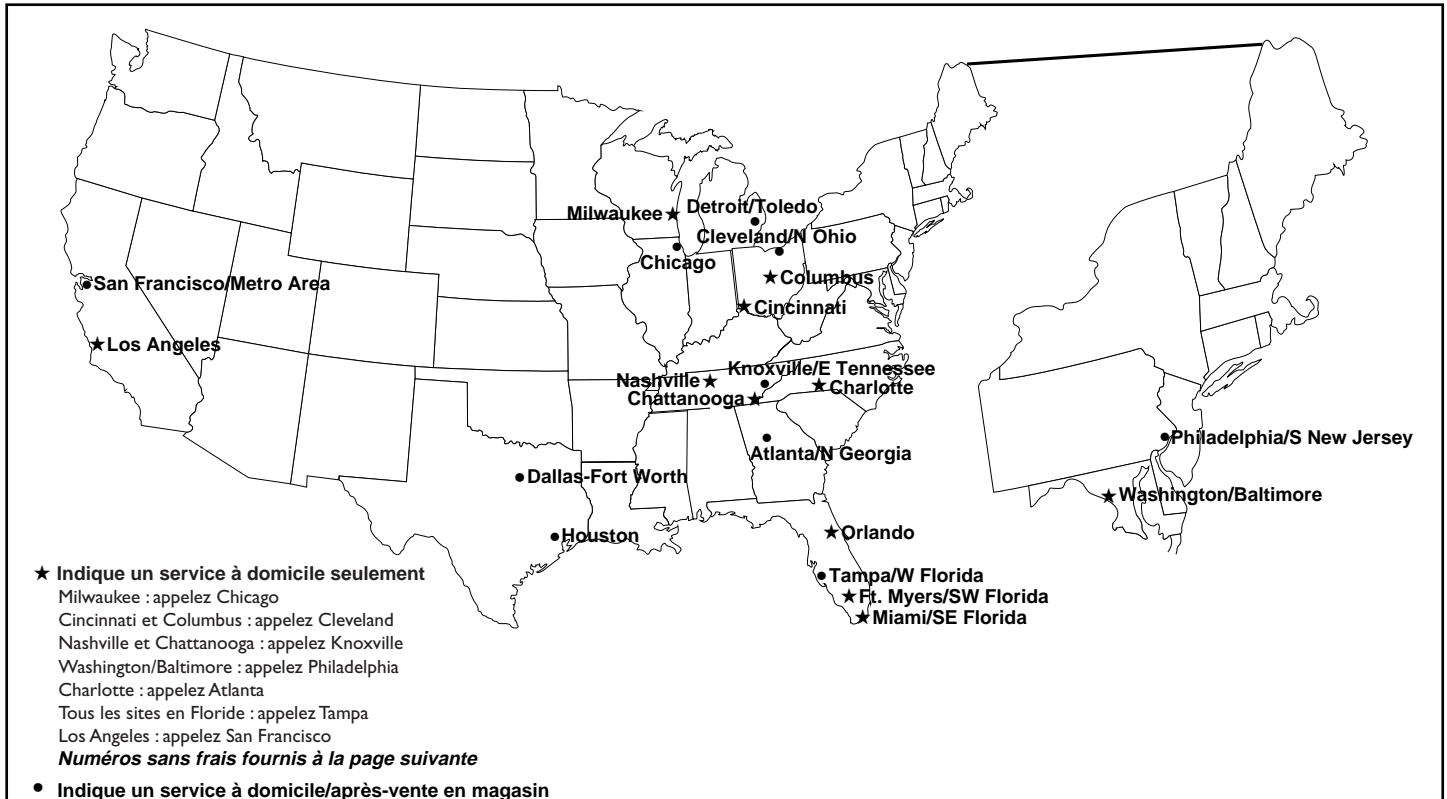 Detroit/Toledo
Milwaukee ★
Cleveland/N Ohio
Chicago
★ Columbus
• San Francisco/Metro Area
★ Cincinnati
★ Los Angeles
Knoxville/E Tennessee
Nashville ★
★ Charlotte
Chattanooga ★
• Philadelphia/S New Jersey
Atlanta/N Georgia
• Dallas-Fort Worth
★ Washington/Baltimore
★ Orlando
• Houston
★ Indique un service à domicile seulement
• Tampa/W Florida
Milwaukee : appelez Chicago
★ Ft. Myers/SW Florida
Cincinnati et Columbus : appelez Cleveland
★ Miami/SE Florida
Nashville et Chattanooga : appelez Knoxville
Washington/Baltimore : appelez Philadelphia
Charlotte : appelez Atlanta
Tous les sites en Floride : appelez Tampa
Los Angeles : appelez San Francisco
Numéros sans frais fournis à la page suivante
• Indique un service à domicile/après-vente en magasin